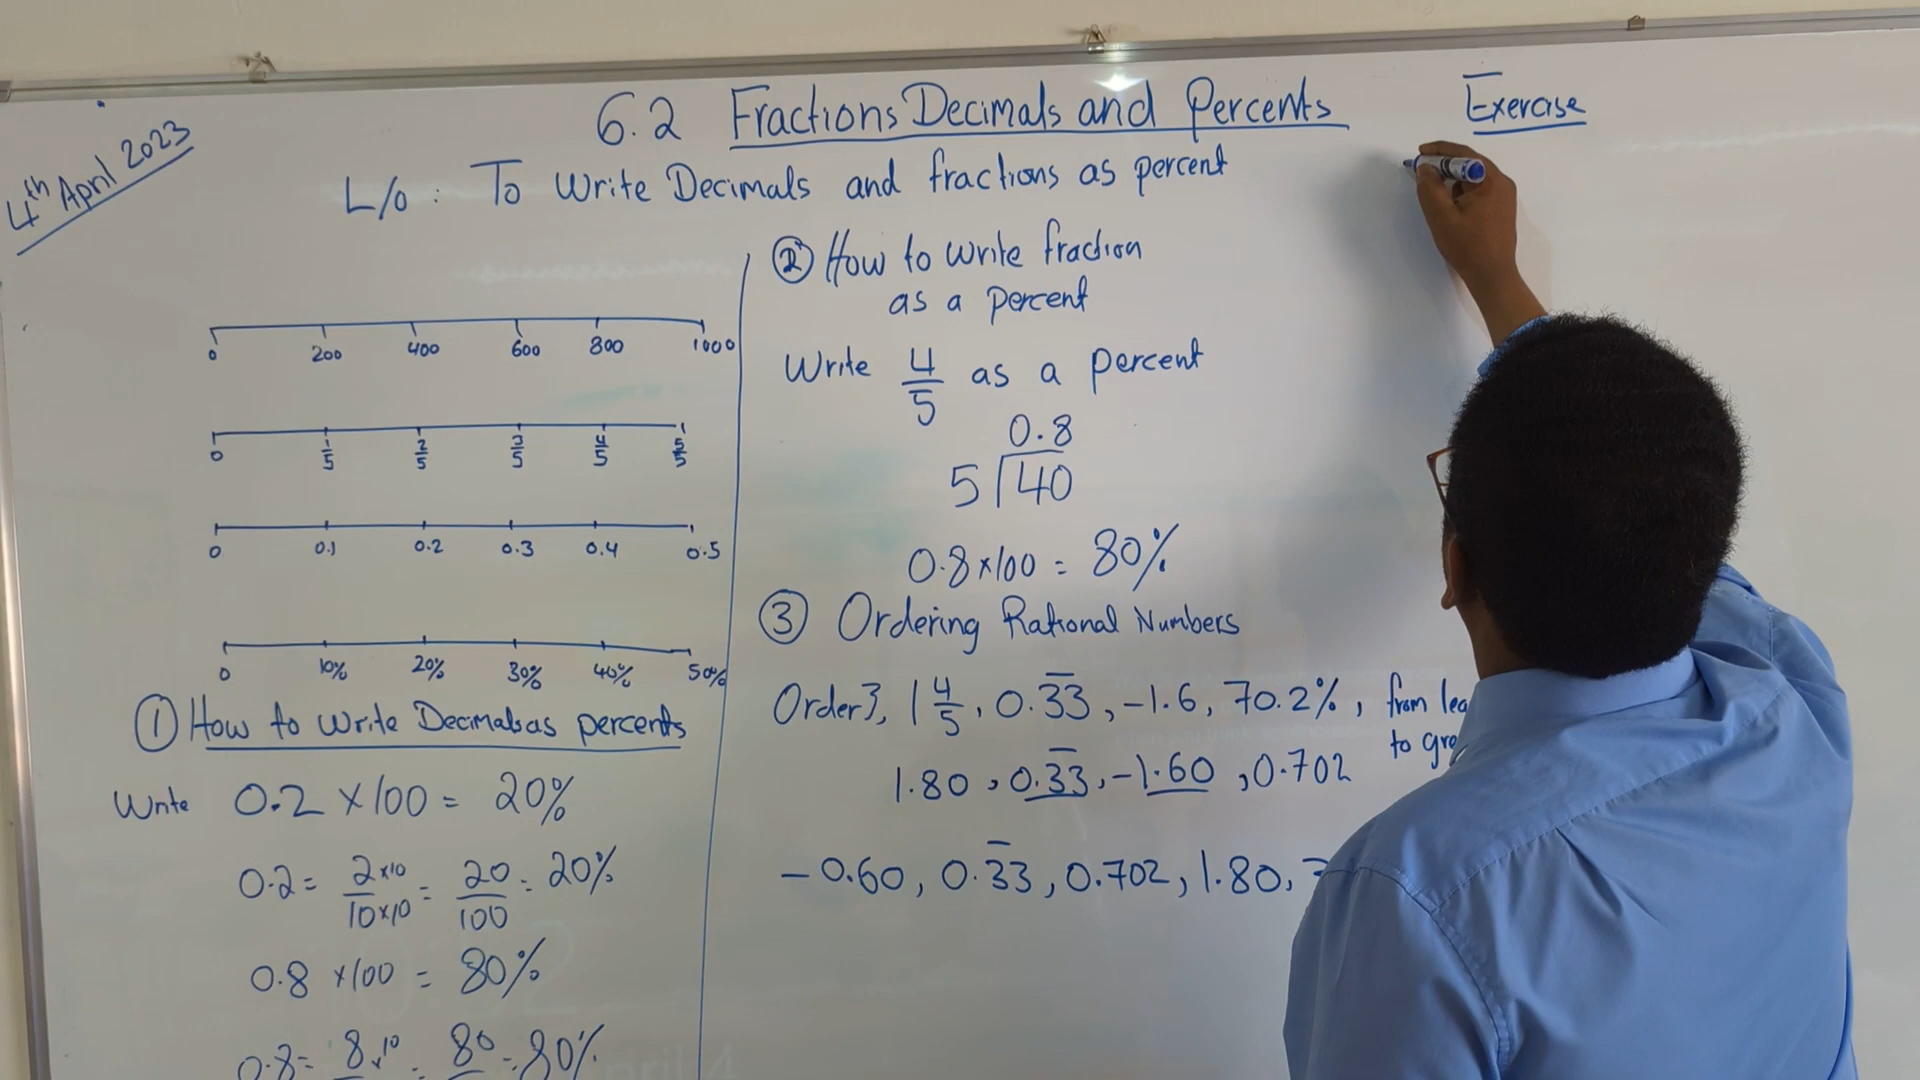 4th April 2023
6.2 Fractions Decimals and Percents
L/o : To Write Decimals and fractions as percent
0 200 400 600 800 1000
0 1/5 2/5 3/5 4/5 5/5
0 0.1 0.2 0.3 0.4 0.5
0 10% 20% 30% 40% 50%
① How to Write Decimals as percents
Write 0.2 × 100 = 20%
0.2 = 2×10/10×10 = 20/100 = 20%
0.8 × 100 = 80%
0.8 = 8×10 = 80 = 80%
② How to write fraction
as a percent
Write 4/5 as a percent
0.8
5 40
0.8 × 100 = 80%
③ Ordering Rational Numbers
Order 3, 1 4/5, 0.3̅3̅, -1.6, 70.2%, from
to
1.80, 0.3̅3̅, -1.60, 0.702
-0.60, 0.3̅3, 0.702, 1.80,
Exercise